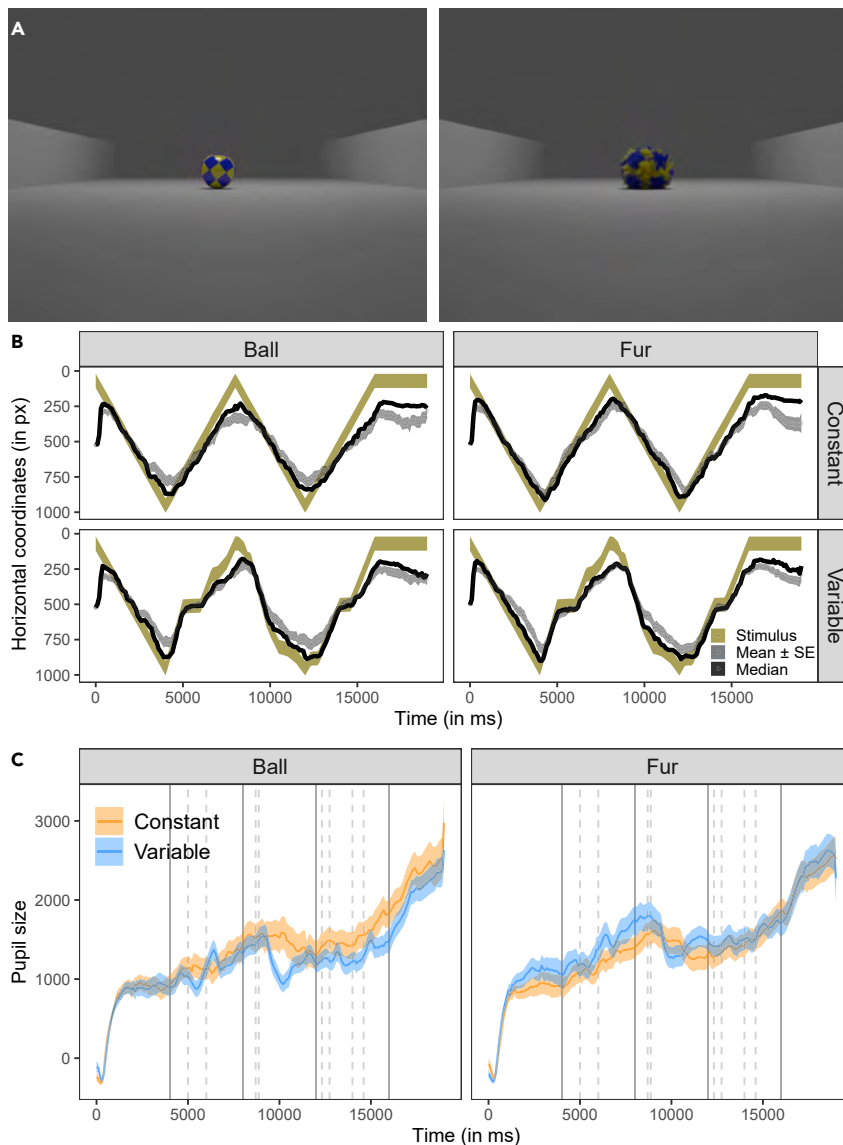 A
B
Ball
Fur
0
250
500
750
1000
Constant
0
250
500
750
1000
Variable
Horizontal coordinates (in px)
Stimulus
Mean ± SE
Median
0
5000
10000
15000
0
5000
10000
15000
Time (in ms)
C
Ball
Fur
Constant
Variable
3000
2000
1000
0
Pupil size
0
5000
10000
15000
0
5000
10000
15000
Time (in ms)